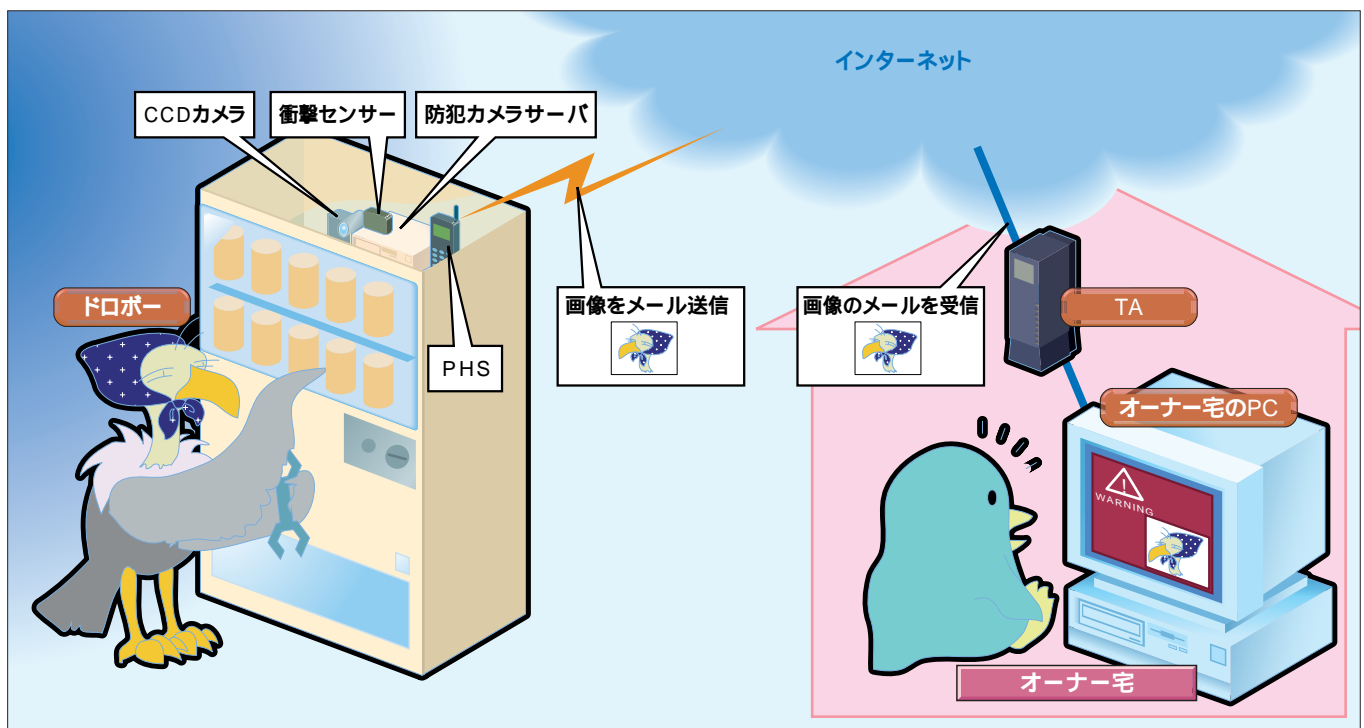 インターネット
CCDカメラ
衝撃センサー
防犯カメラサーバ
ドロボー
PHS
画像をメール送信
画像のメールを受信
TA
オーナー宅のPC
WARNING
オーナー宅